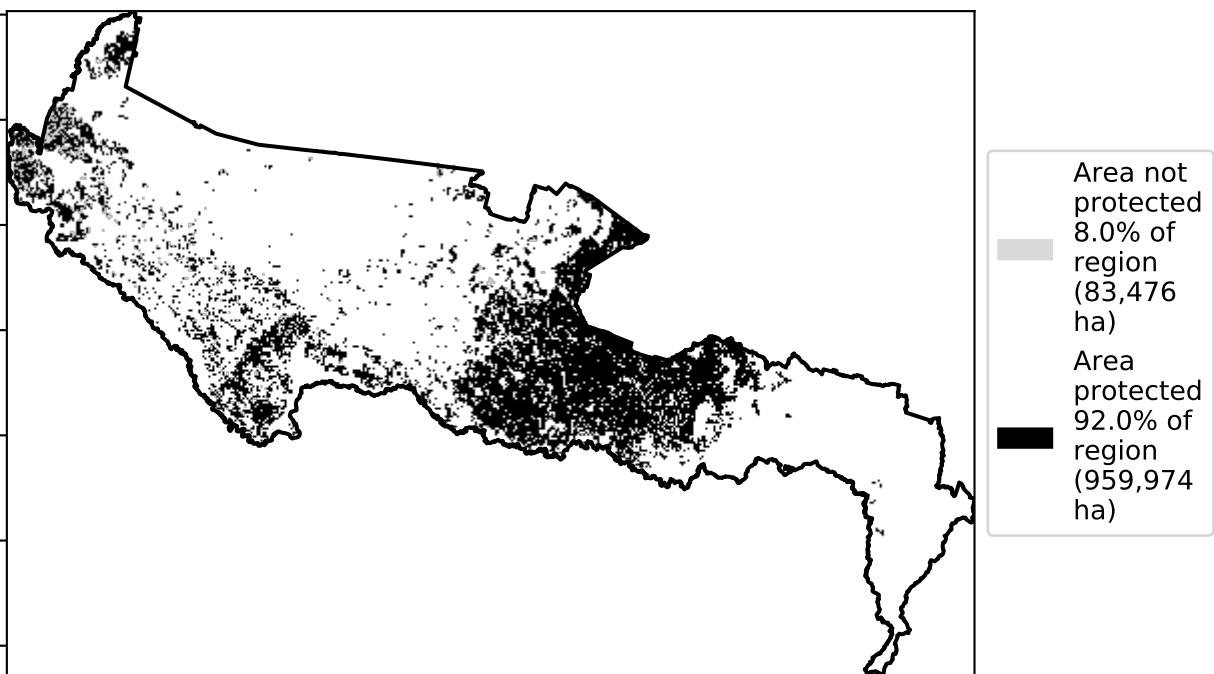 Area not
protected
8.0% of
region
(83,476
ha)
Area
protected
92.0% of
region
(959,974
ha)